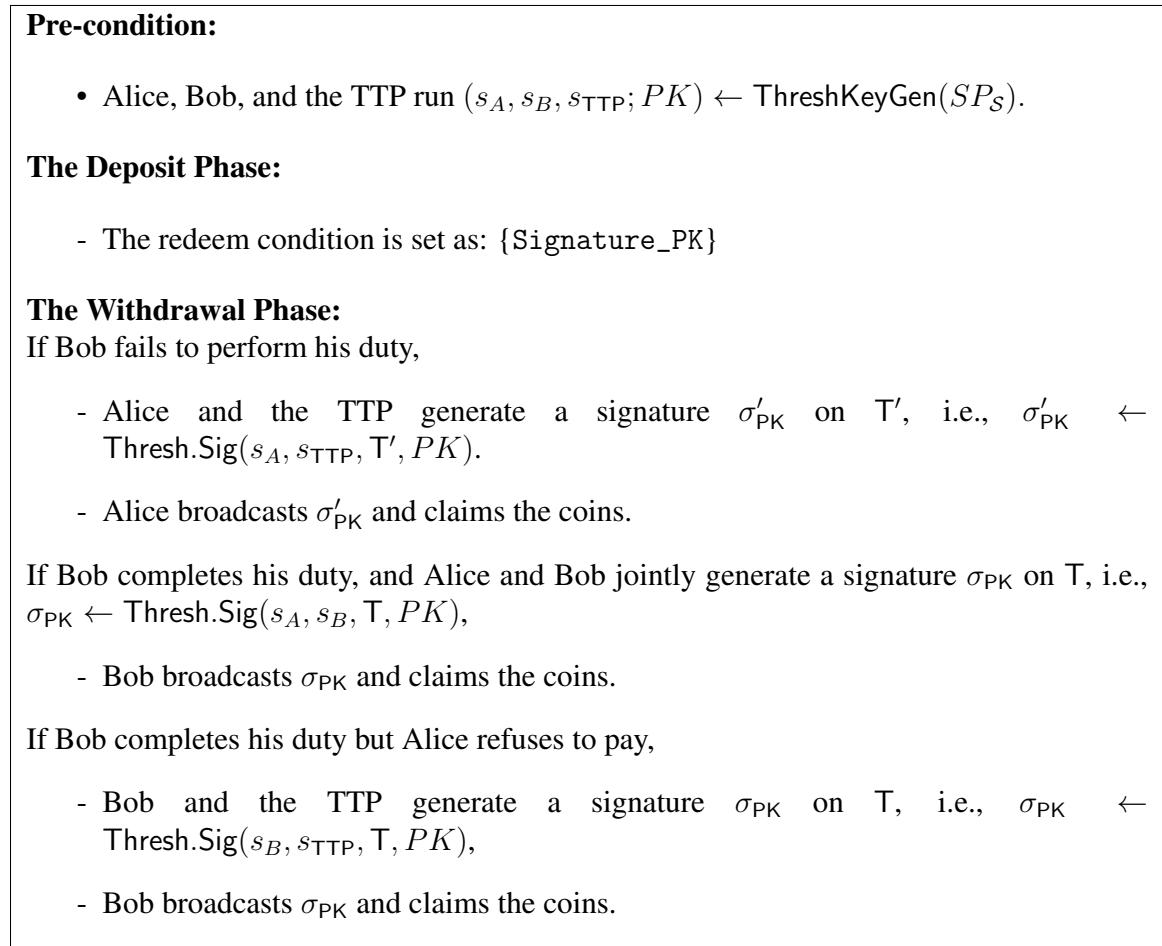 Pre-condition:
• Alice, Bob, and the TTP run (s_A, s_B, s_TTP; PK) ← ThreshKeyGen(SP_S).
The Deposit Phase:
- The redeem condition is set as: {Signature_PK}
The Withdrawal Phase:
If Bob fails to perform his duty,
- Alice and the TTP generate a signature σ′_PK on T′, i.e., σ′_PK ←
Thresh.Sig(s_A, s_TTP, T′, PK).
- Alice broadcasts σ′_PK and claims the coins.
If Bob completes his duty, and Alice and Bob jointly generate a signature σ_PK on T, i.e.,
σ_PK ← Thresh.Sig(s_A, s_B, T, PK),
- Bob broadcasts σ_PK and claims the coins.
If Bob completes his duty but Alice refuses to pay,
- Bob and the TTP generate a signature σ_PK on T, i.e., σ_PK ←
Thresh.Sig(s_B, s_TTP, T, PK),
- Bob broadcasts σ_PK and claims the coins.